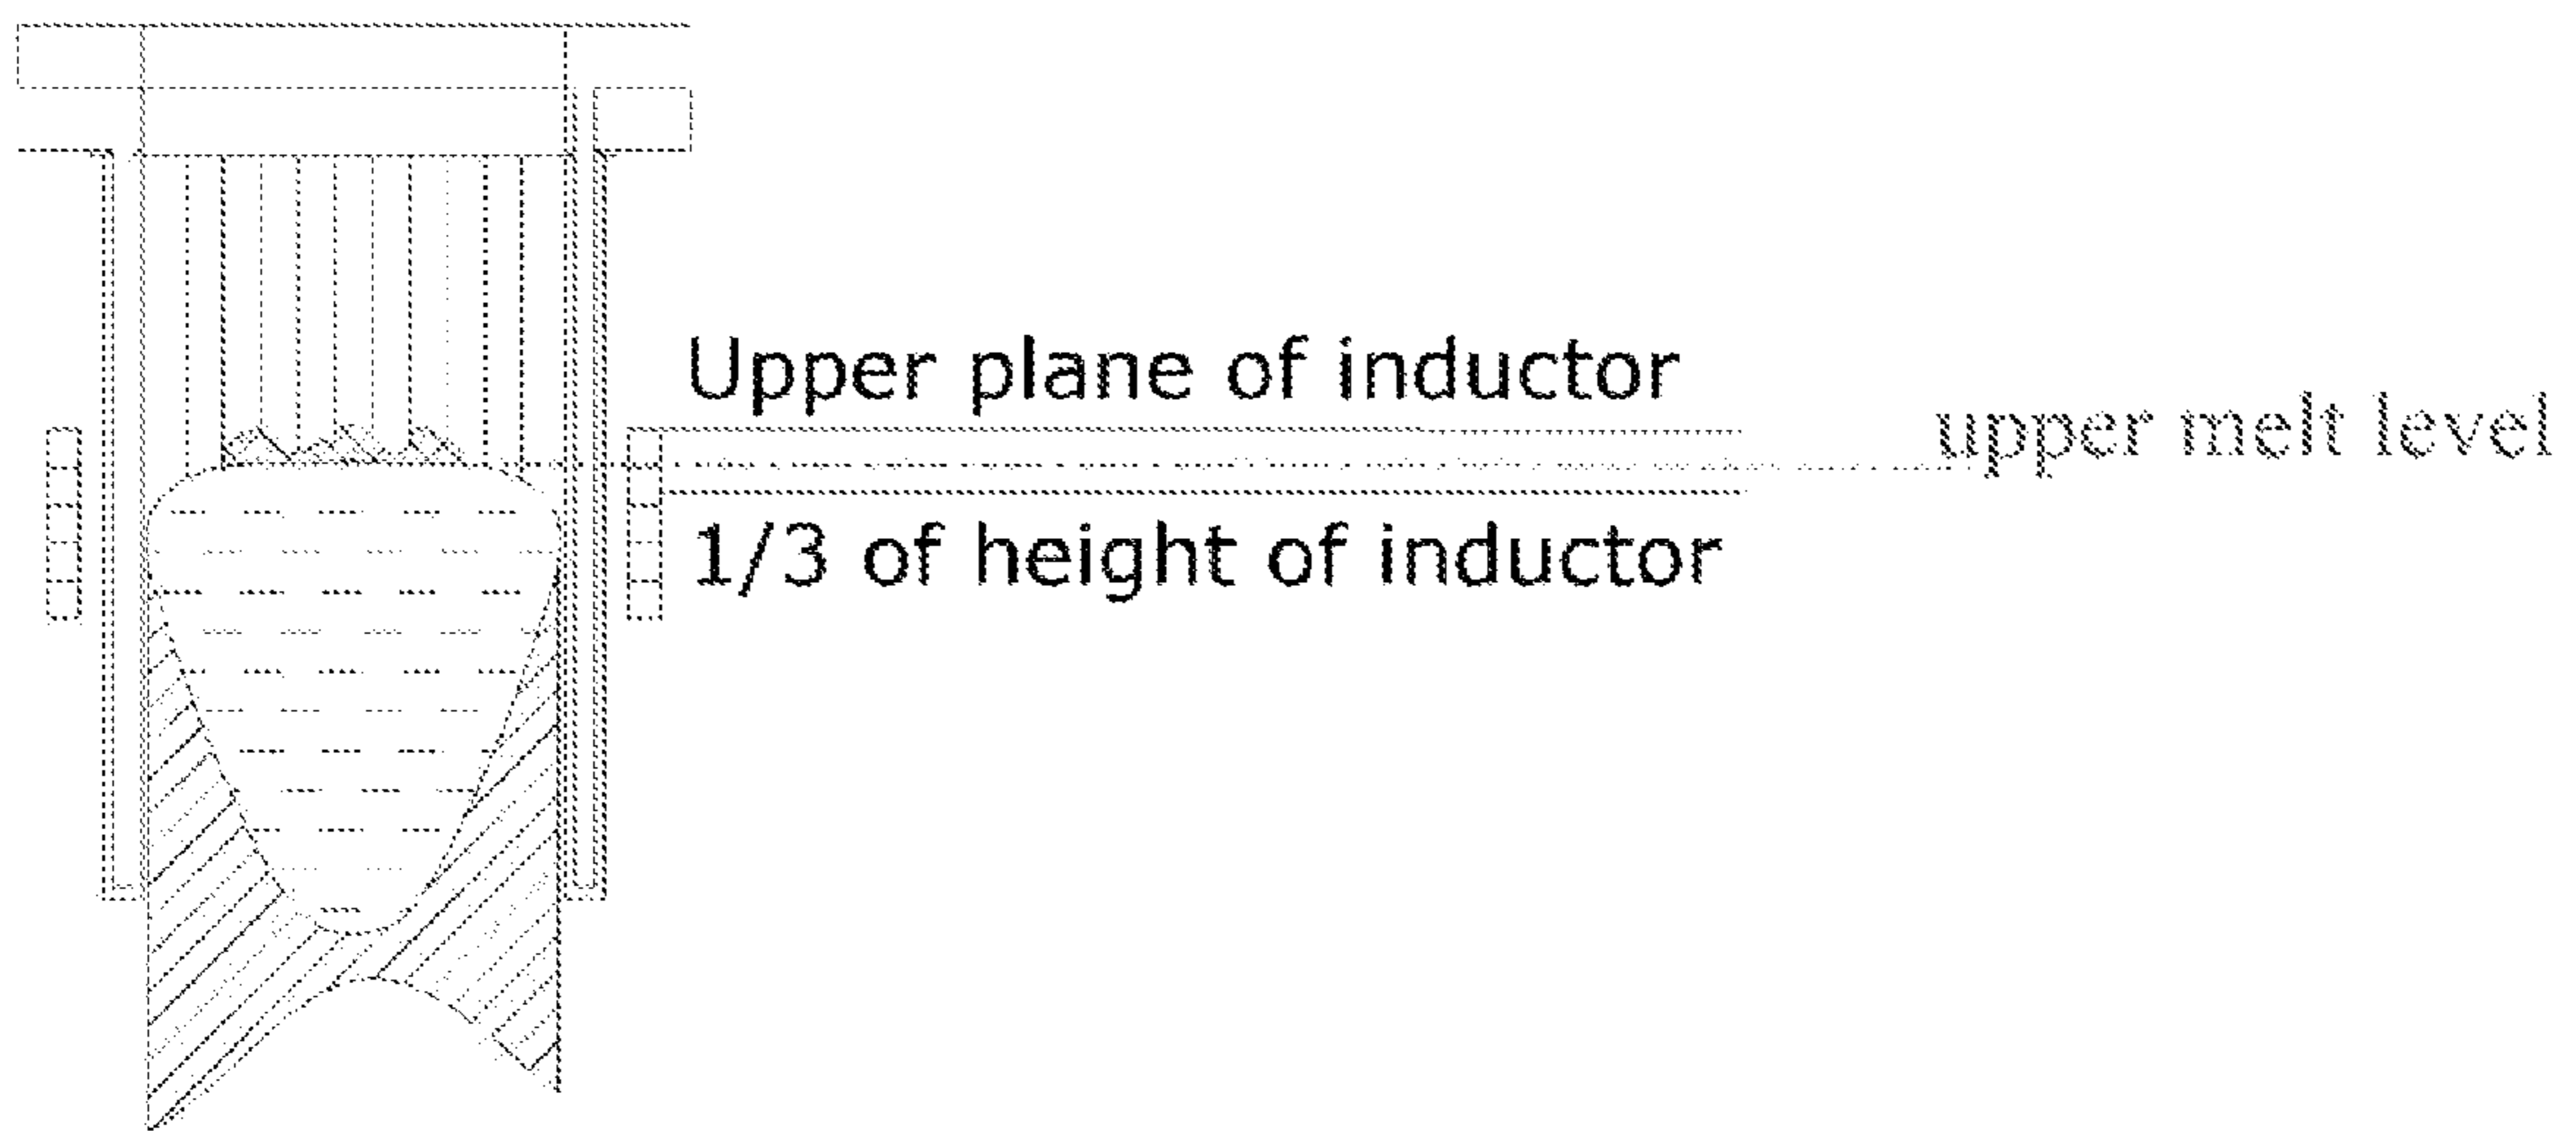 Upper plane of inductor
upper melt level
1/3 of height of inductor